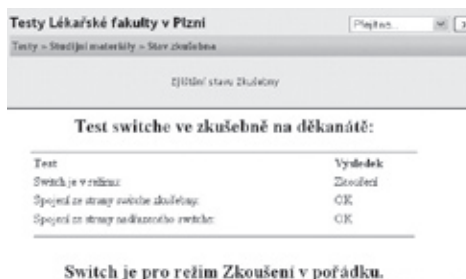 Testy Lékařské fakulty v Plzni
Přejít na...
Testy » Studijní materiály » Stav zkušebna
Zjištění stavu Zkušebny
Test switche ve zkušebně na děkanátě:
Test Výsledek
Switch je v režimu: Zkoušení
Spojení ze strany switche zkušebny: OK
Spojení ze strany nadřazeného switche: OK
Switch je pro režim Zkoušení v pořádku.